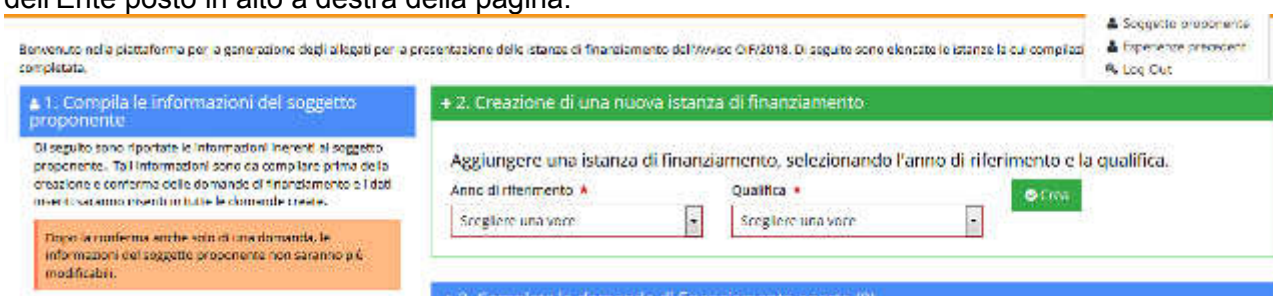 dell'Ente posto in alto a destra della pagina.
Soggetto proponente
Esperienze precedenti
Log Out
Benvenuto nella piattaforma per la generazione degli allegati per la presentazione delle istanze di finanziamento dell'Avviso OIF/2018. Di seguito sono elencate le istanze la cui compilazi
completata.
1. Compila le informazioni del soggetto
proponente
Di seguito sono riportate le informazioni inerenti al soggetto
proponente. Tali informazioni sono da compilare prima della
creazione e conferma delle domande di finanziamento e i dati
inseriti saranno inseriti in tutte le domande create.
Dopo la conferma anche solo di una domanda, le
informazioni del soggetto proponente non saranno più
modificabili.
+ 2. Creazione di una nuova istanza di finanziamento
Aggiungere una istanza di finanziamento, selezionando l'anno di riferimento e la qualifica.
Anno di riferimento * Qualifica *
Scegliere una voce Scegliere una voce Crea